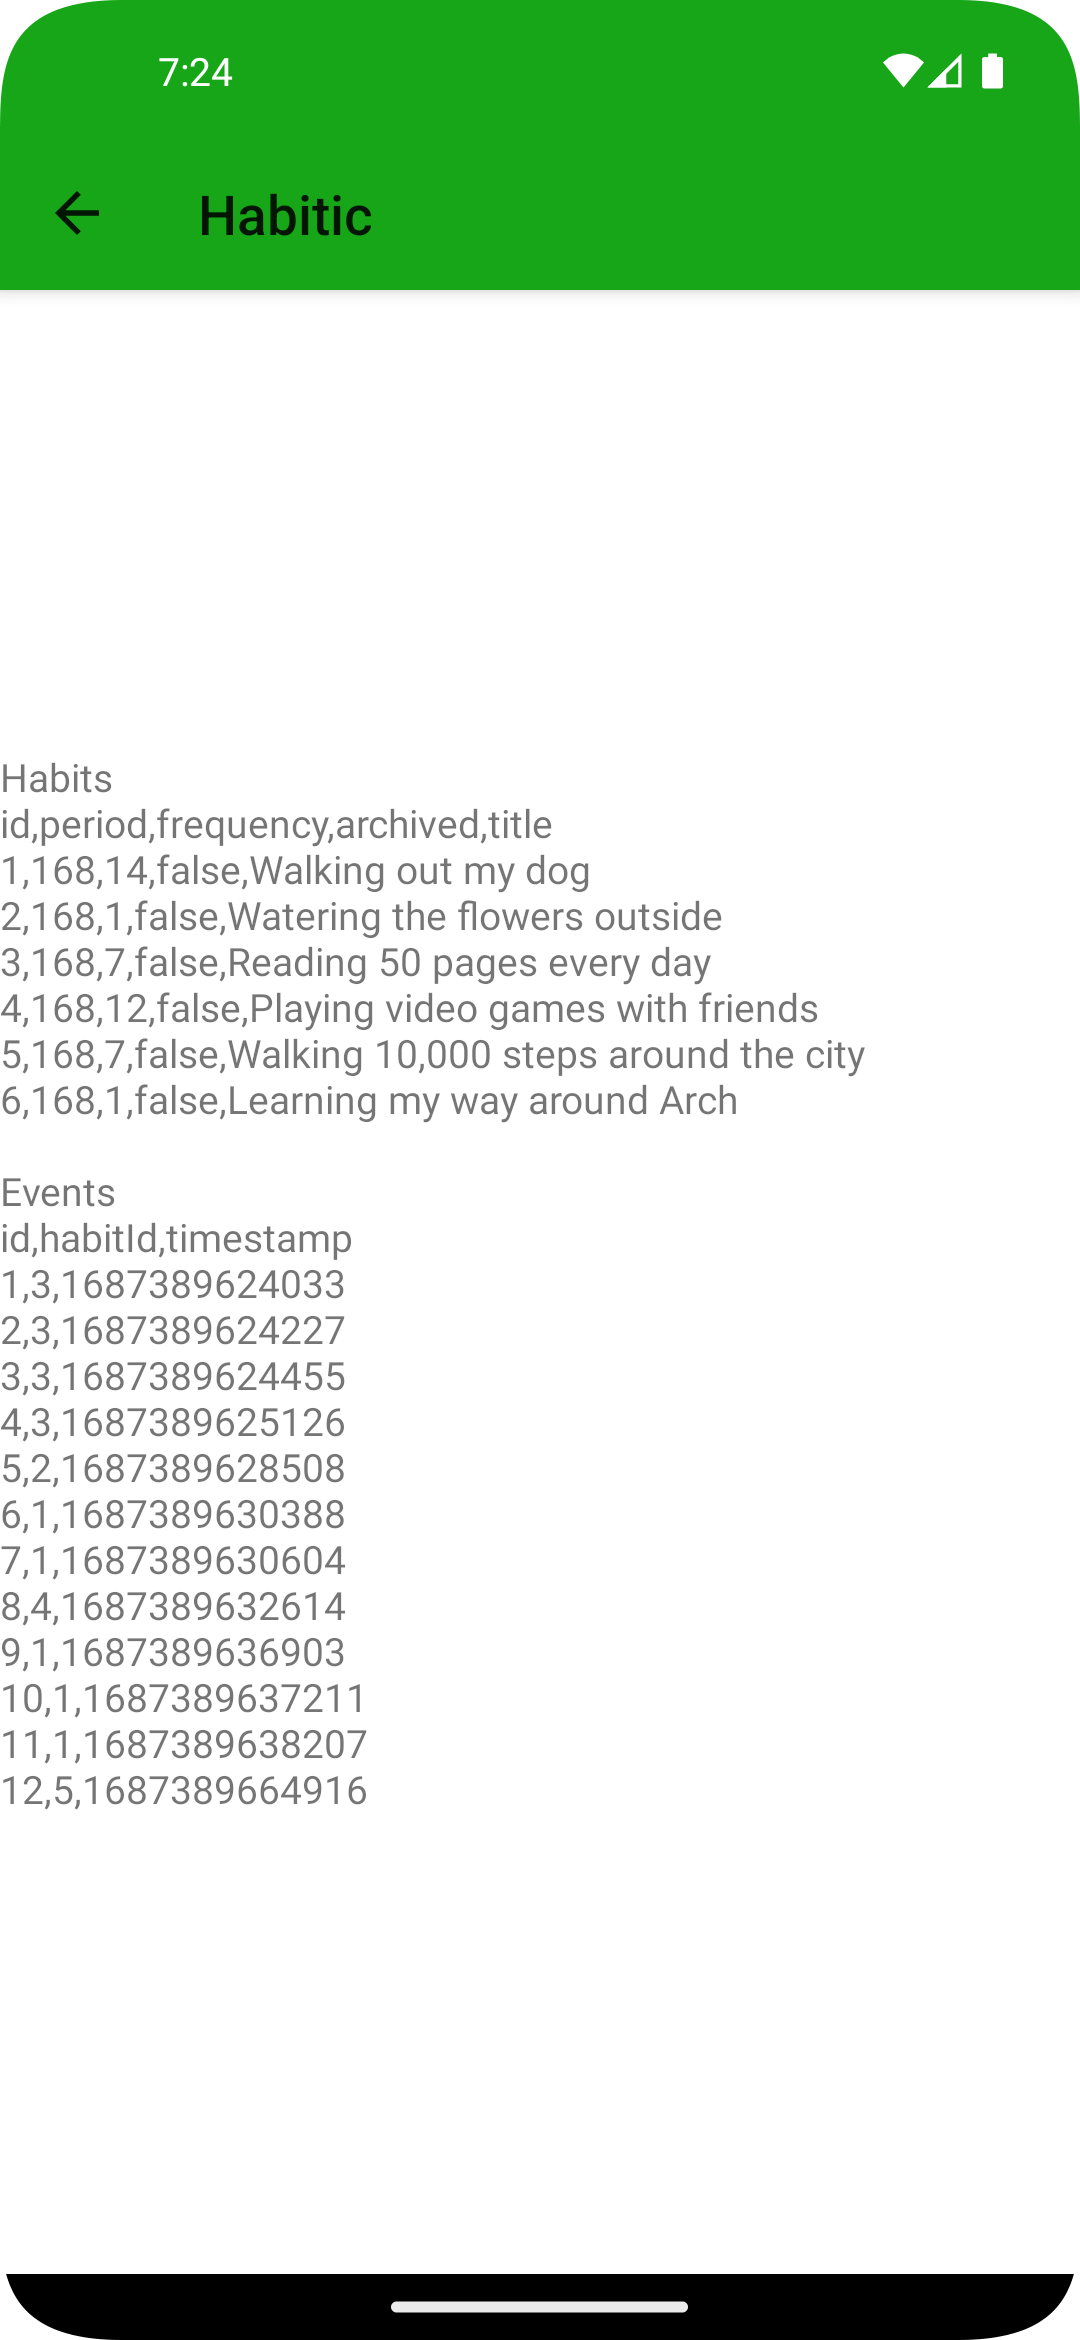 7:24
Habitic
Habits
id,period,frequency,archived,title
1,168,14,false,Walking out my dog
2,168,1,false,Watering the flowers outside
3,168,7,false,Reading 50 pages every day
4,168,12,false,Playing video games with friends
5,168,7,false,Walking 10,000 steps around the city
6,168,1,false,Learning my way around Arch
Events
id,habitId,timestamp
1,3,1687389624033
2,3,1687389624227
3,3,1687389624455
4,3,1687389625126
5,2,1687389628508
6,1,1687389630388
7,1,1687389630604
8,4,1687389632614
9,1,1687389636903
10,1,1687389637211
11,1,1687389638207
12,5,1687389664916